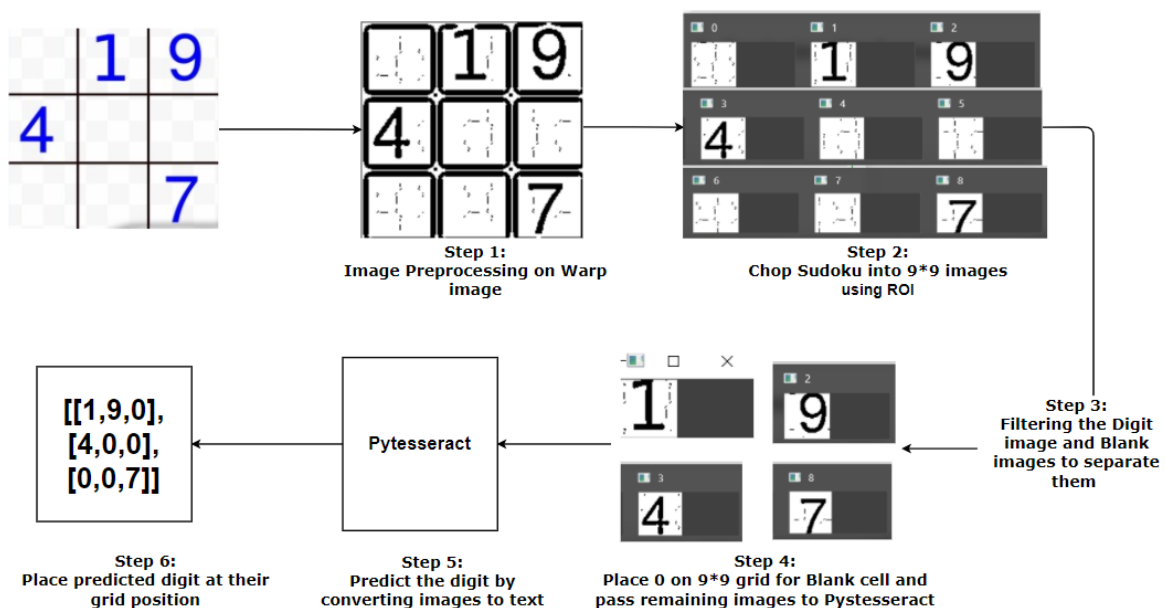 1 9
4
7
1 9
4
7
0 1 2
1 9
3 4 5
4
6 7 8
7
Step 1:
Image Preprocessing on Warp
image
Step 2:
Chop Sudoku into 9*9 images
using ROI
Step 3:
Filtering the Digit
image and Blank
images to separate
them
1
2
9
3
4
8
7
Step 4:
Place 0 on 9*9 grid for Blank cell and
pass remaining images to Pystesseract
Pytesseract
Step 5:
Predict the digit by
converting images to text
[[1,9,0],
[4,0,0],
[0,0,7]]
Step 6:
Place predicted digit at their
grid position